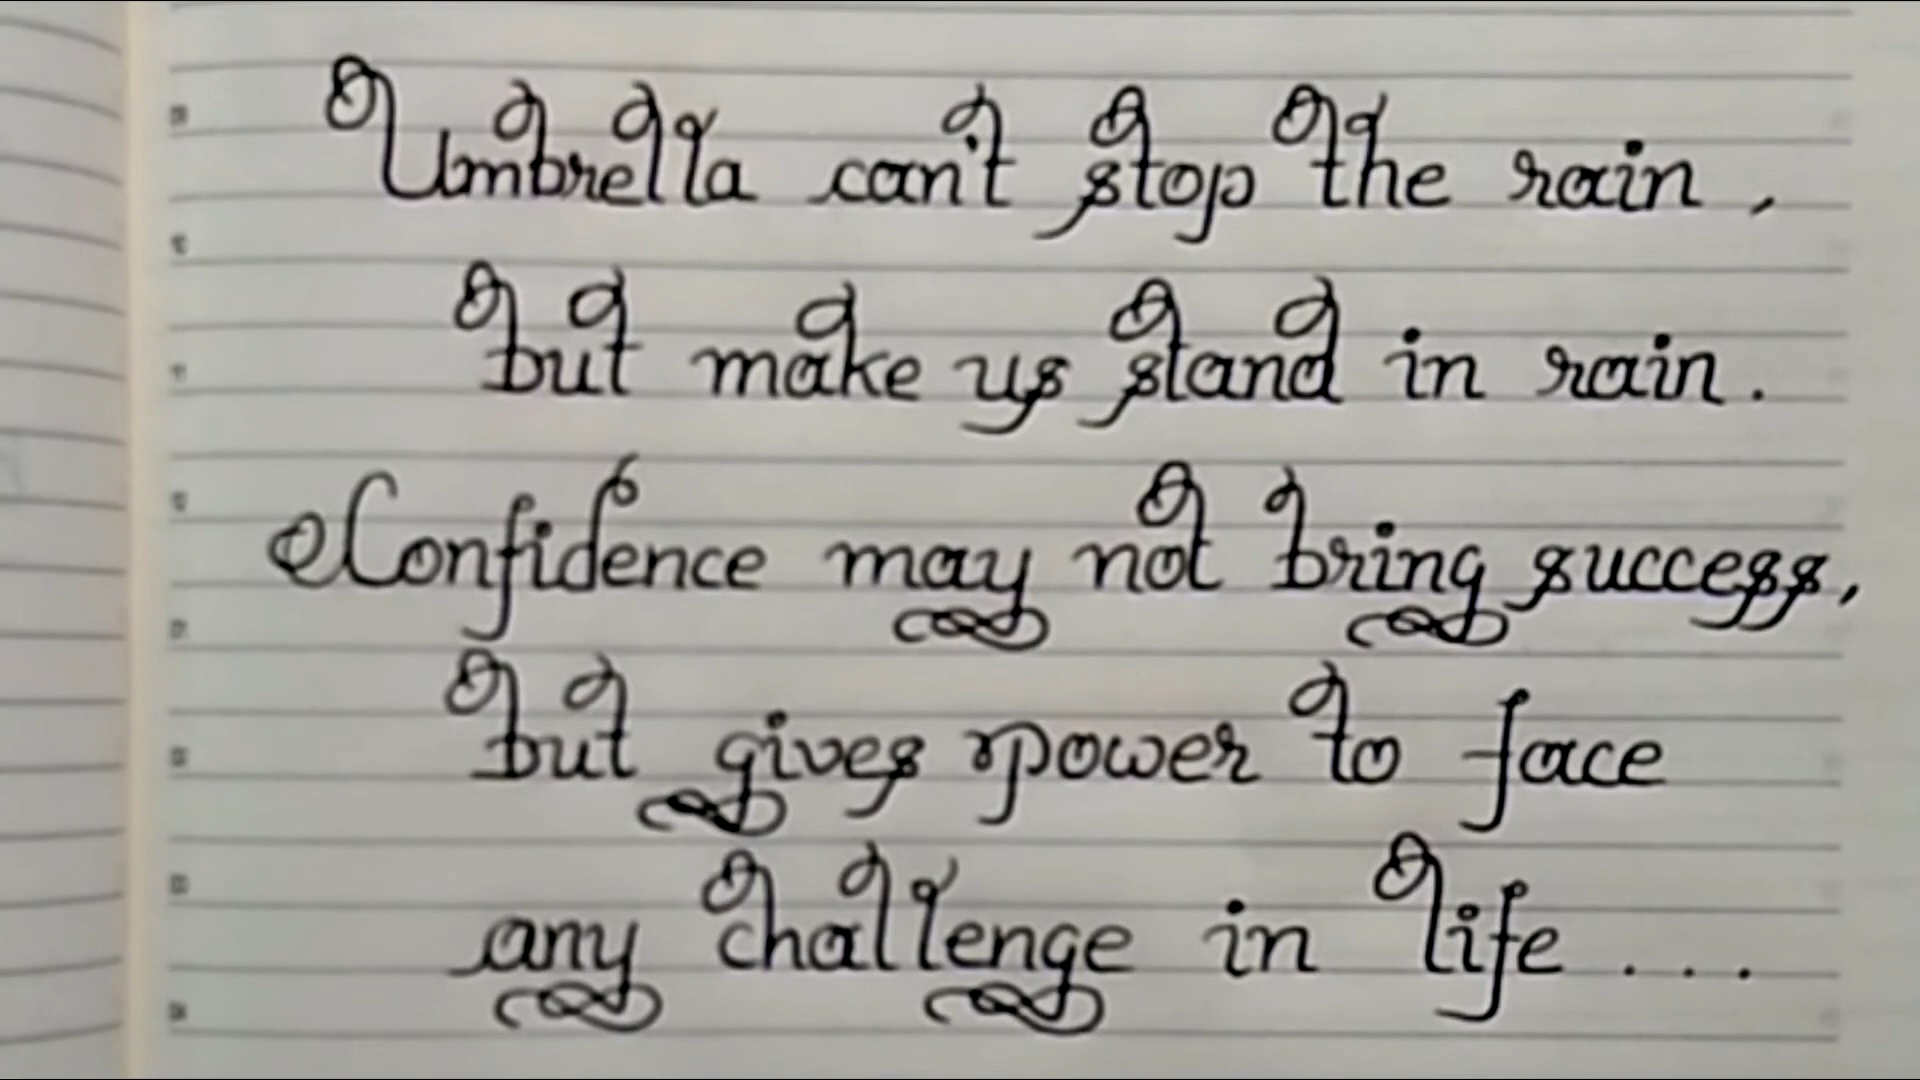 Umbrella can't stop the rain,
but make us stand in rain.
Confidence may not bring success,
but gives power to face
any challenge in life ...